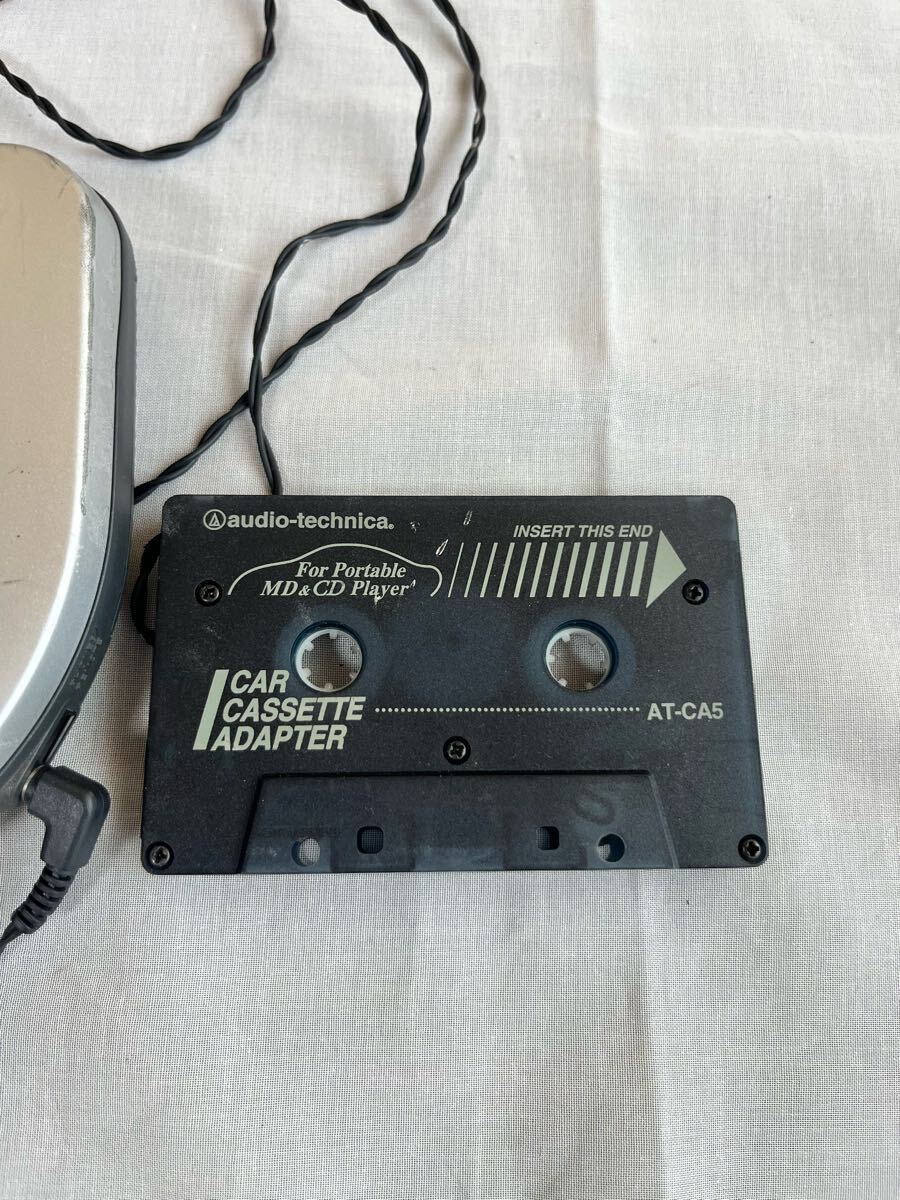 audio-technica®
INSERT THIS END
For Portable
MD & CD Player
CAR
CASSETTE
ADAPTER
AT-CA5